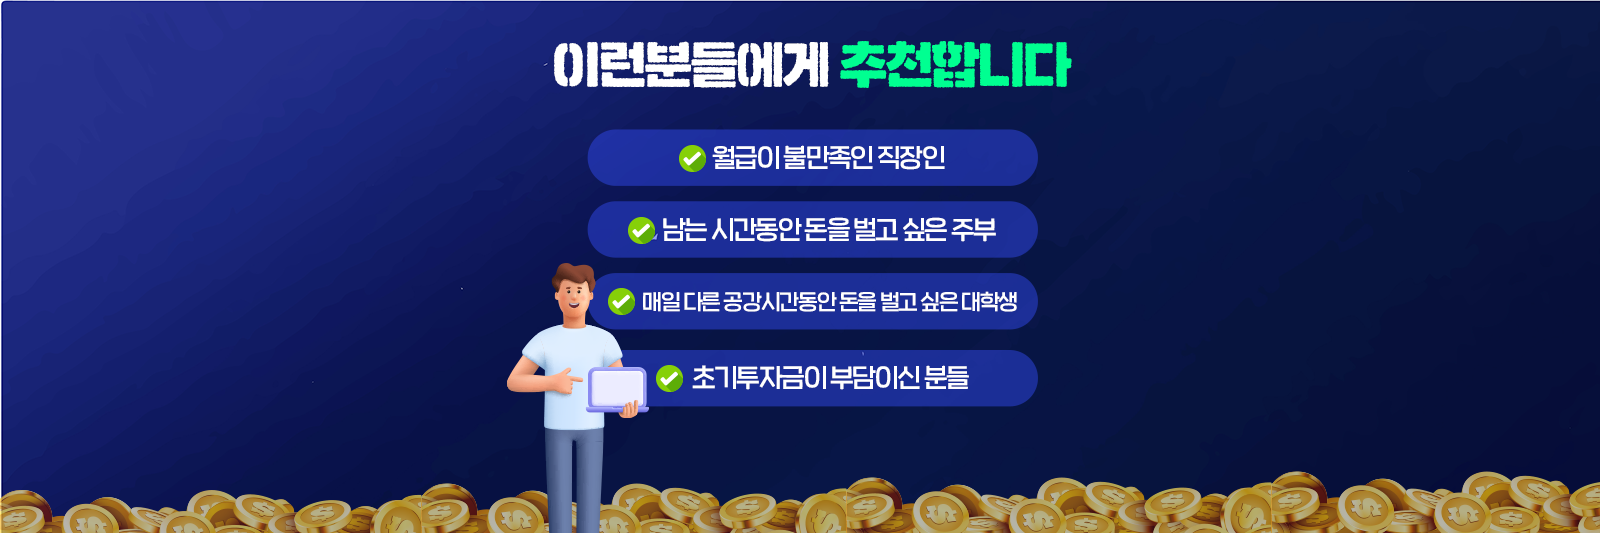 이런분들에게 추천합니다
월급이 불만족인 직장인
남는 시간동안 돈을 벌고 싶은 주부
매일 다른 공강시간동안 돈을 벌고 싶은 대학생
초기투자금이 부담이신 분들